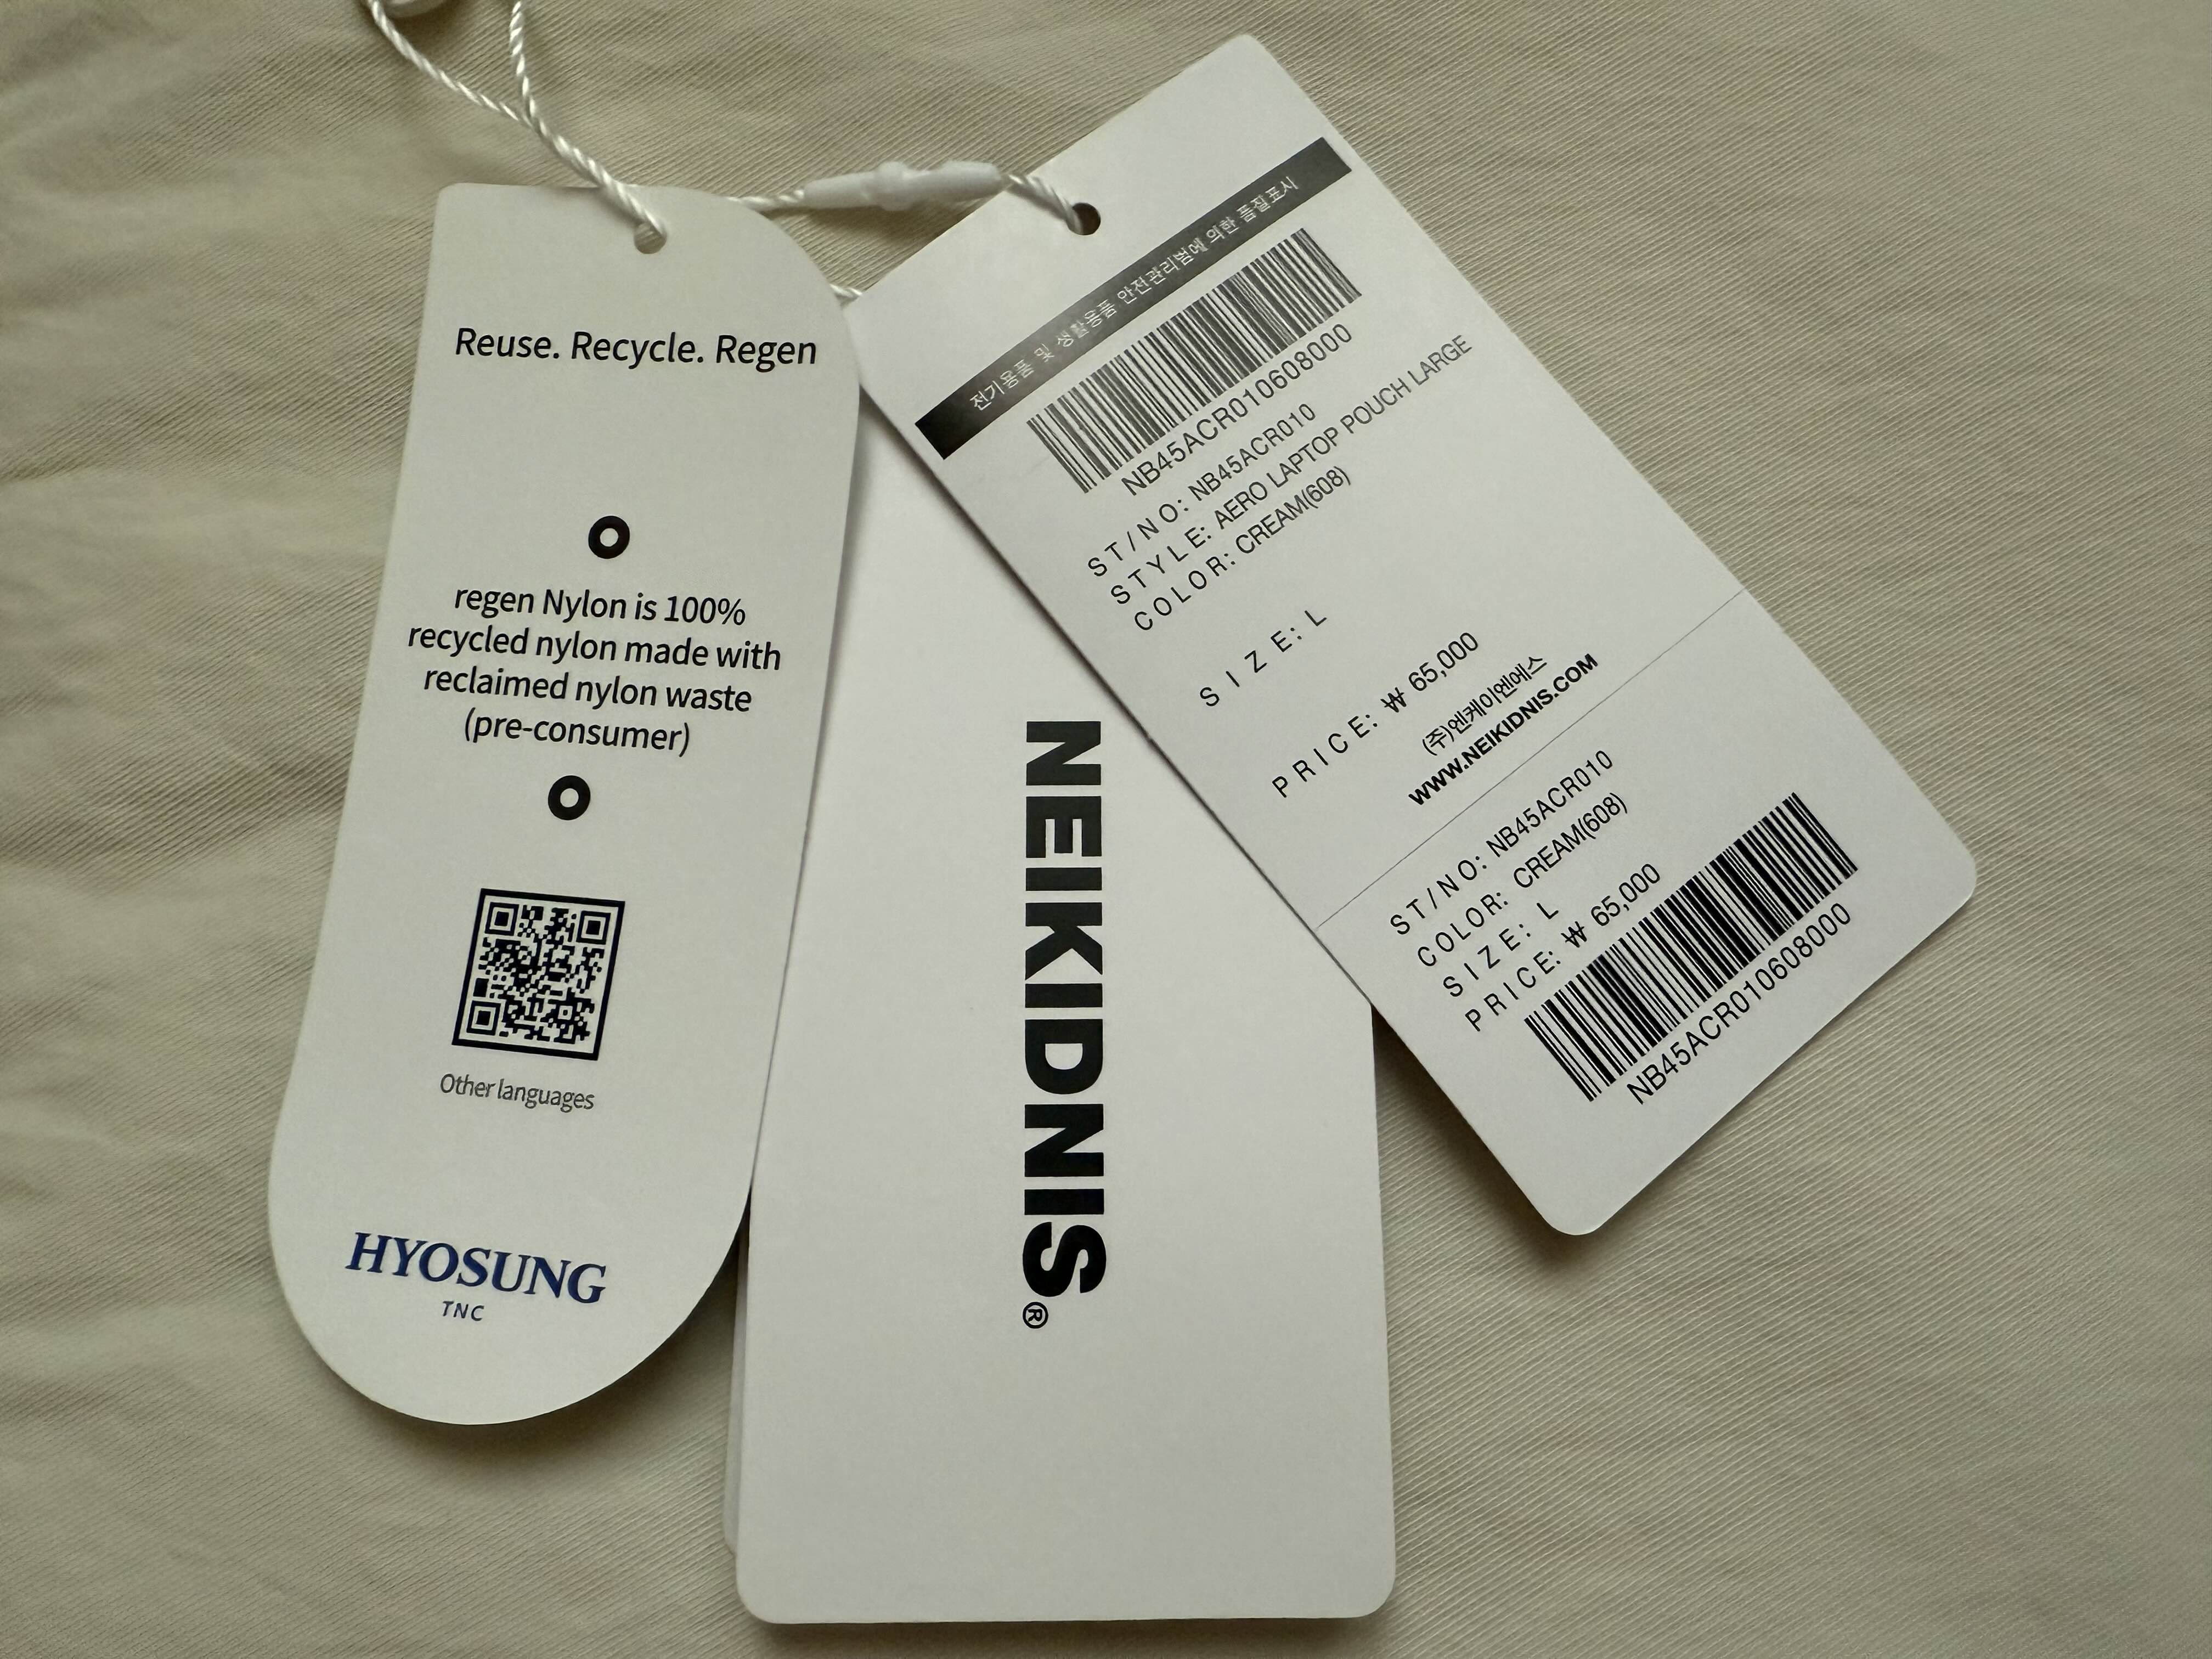 Reuse. Recycle. Regen
regen Nylon is 100%
recycled nylon made with
reclaimed nylon waste
(pre-consumer)
Other languages
HYOSUNG
TNC
NEIKIDNIS®
전기용품 및 생활용품 안전관리법에 의한 품질표시
NB45ACR010608000
ST/NO: NB45ACR010
STYLE: AERO LAPTOP POUCH LARGE
COLOR: CREAM(608)
SIZE: L
PRICE: ₩ 65,000
(주)엔케이엔에스
WWW.NEIKIDNIS.COM
ST/NO: NB45ACR010
COLOR: CREAM(608)
SIZE: L
PRICE: ₩ 65,000
NB45ACR010608000